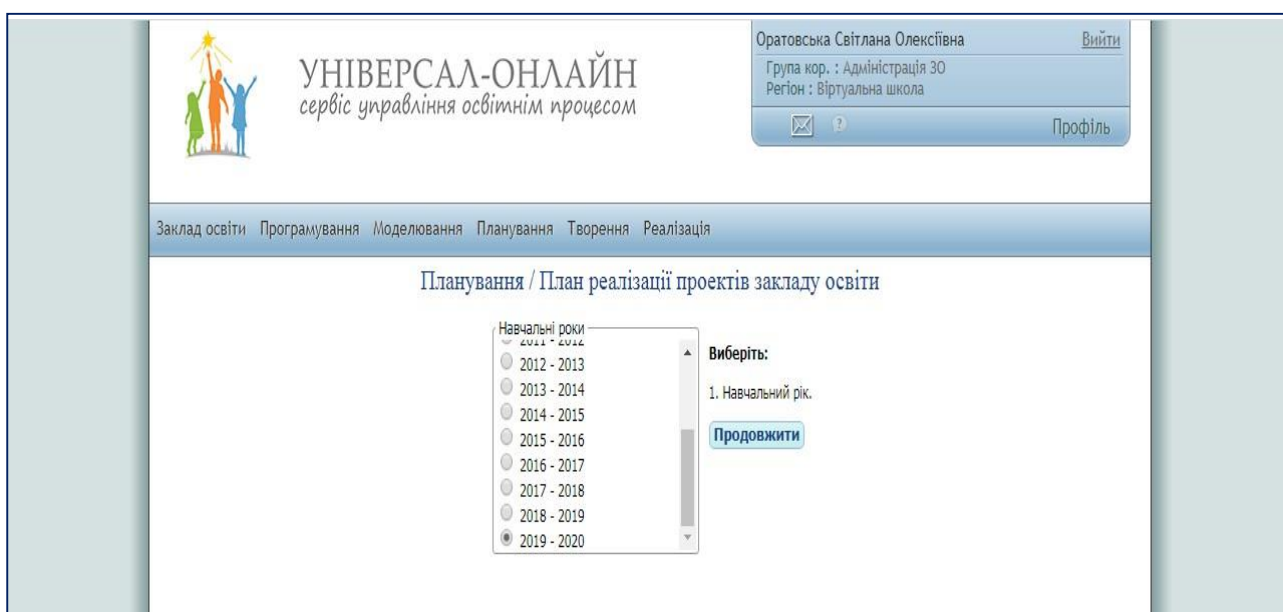 УНІВЕРСАЛ-ОНЛАЙН
сервіс управління освітнім процесом
Оратовська Світлана Олексіївна Вийти
Група кор. : Адміністрація ЗО
Регіон : Віртуальна школа
? Профіль
Заклад освіти Програмування Моделювання Планування Творення Реалізація
Планування / План реалізації проектів закладу освіти
Навчальні роки
2011 - 2012
2012 - 2013
2013 - 2014
2014 - 2015
2015 - 2016
2016 - 2017
2017 - 2018
2018 - 2019
2019 - 2020
Виберіть:
1. Навчальний рік.
Продовжити